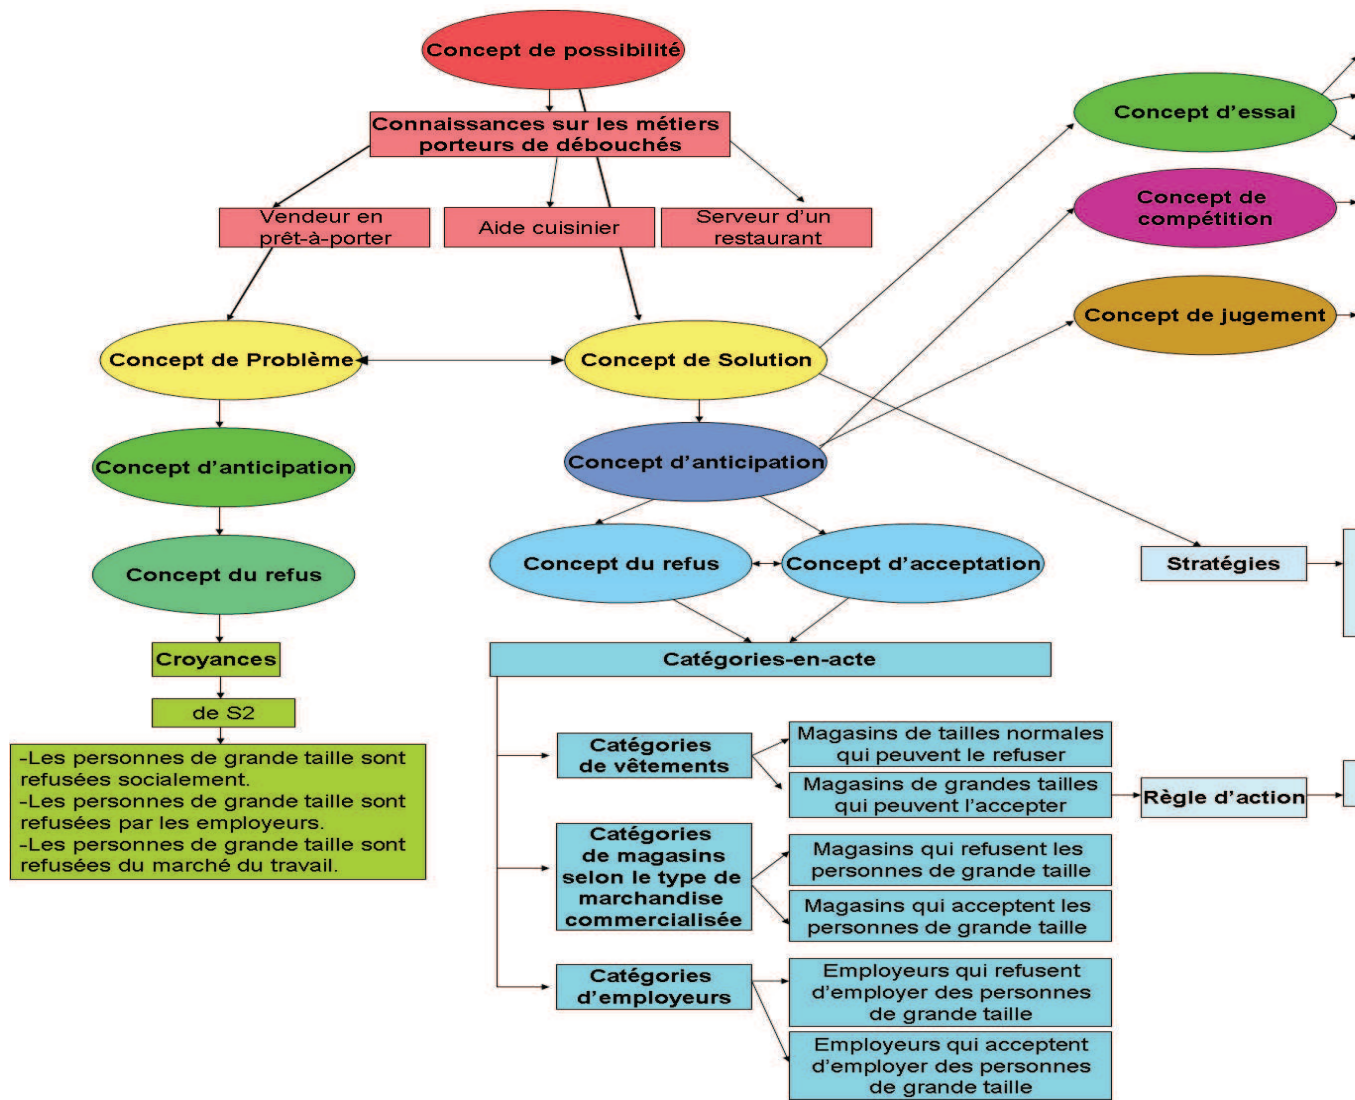 Concept de possibilité
Connaissances sur les métiers
porteurs de débouchés
Vendeur en
prêt-à-porter
Aide cuisinier
Serveur d'un
restaurant
Concept d'essai
Concept de
compétition
Concept de jugement
Concept de Problème
Concept de Solution
Concept d'anticipation
Concept d'anticipation
Concept du refus
Concept du refus
Concept d'acceptation
Stratégies
Croyances
de S2
-Les personnes de grande taille sont
refusées socialement.
-Les personnes de grande taille sont
refusées par les employeurs.
-Les personnes de grande taille sont
refusées du marché du travail.
Catégories-en-acte
Catégories
de vêtements
Magasins de tailles normales
qui peuvent le refuser
Magasins de grandes tailles
qui peuvent l'accepter
Règle d'action
Catégories
de magasins
selon le type de
marchandise
commercialisée
Magasins qui refusent les
personnes de grande taille
Magasins qui acceptent les
personnes de grande taille
Catégories
d'employeurs
Employeurs qui refusent
d'employer des personnes
de grande taille
Employeurs qui acceptent
d'employer des personnes
de grande taille